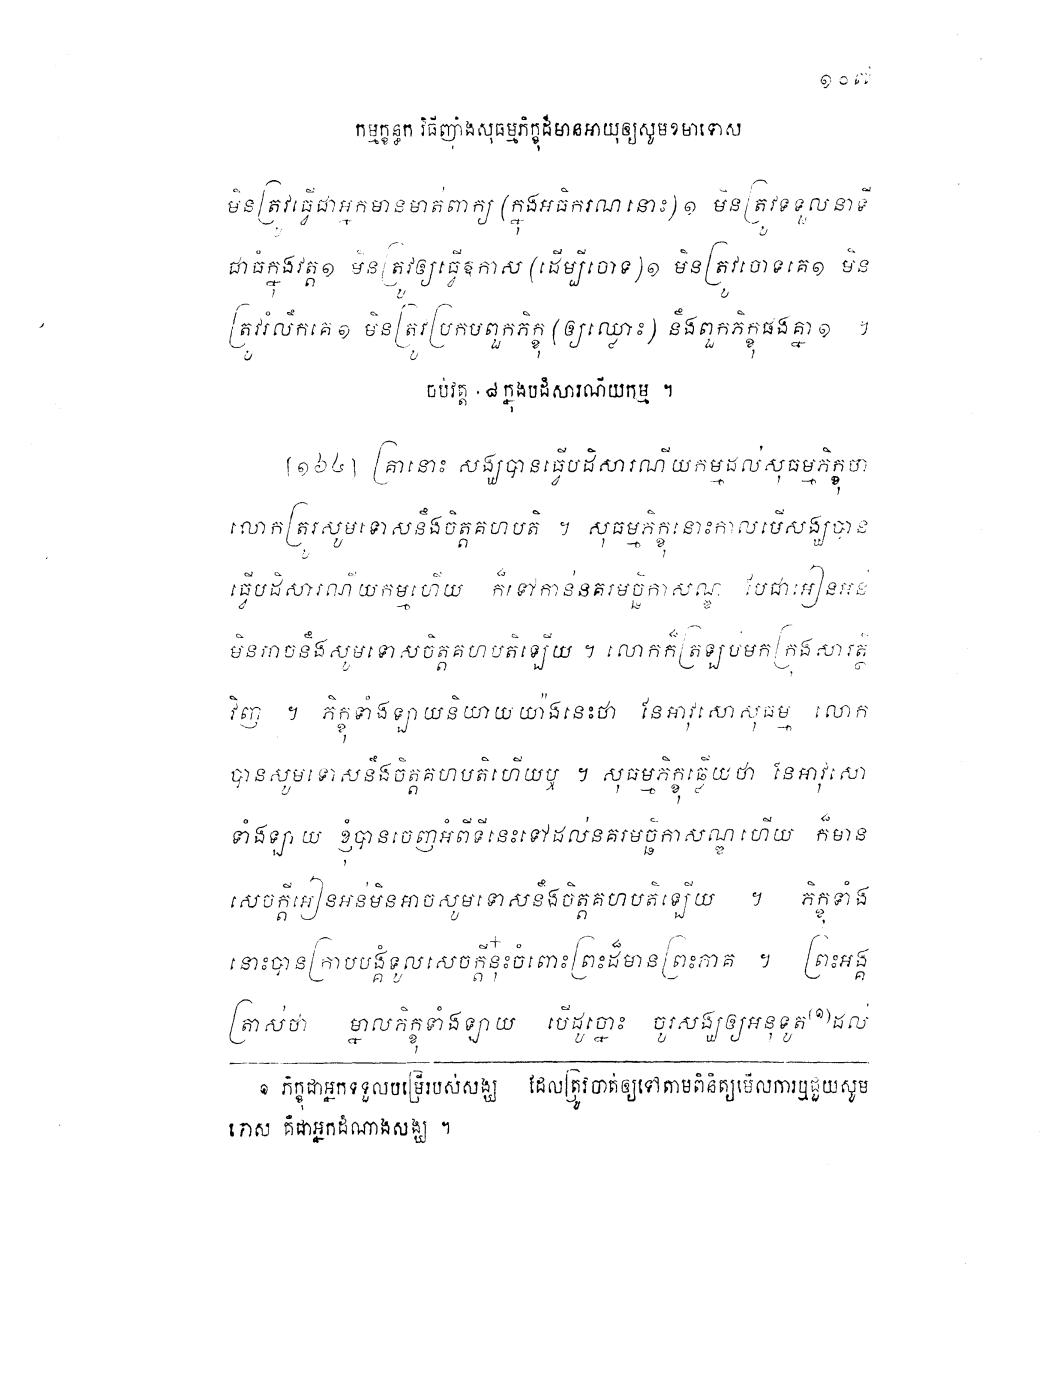 ១០៧
កម្មក្ខន្ធក វិធីញ៉ាំងសុធម្មភិក្ខុដ៏មានអាយុឲ្យសូមខមាទោស
មិនត្រូវធ្វើជាអ្នកមានមាត់ពាក្យ (ក្នុងអធិករណនោះ) ១ មិនត្រូវទទួលនាទី
ជាធំក្នុងវត្ត១ មិនត្រូវឲ្យធ្វើឱកាស (ដើម្បីចោទ) ១ មិនត្រូវចោទគេ១ មិន
ត្រូវរំលឹកគេ ១ មិនត្រូវប្រកបពួកភិក្ខុ (ឲ្យឈ្លោះ) នឹងពួកភិក្ខុផងគ្នា ១ ។
ចប់វត្ត ៨ ក្នុងបដិសារណីយកម្ម ។
[១៦៤] គ្រានោះ សង្ឃបានធ្វើបដិសារណីយកម្មដល់សុធម្មភិក្ខុថា
លោកត្រូវសូមទោសនឹងចិត្តគហបតិ ។ សុធម្មភិក្ខុនោះកាលបើសង្ឃបាន
ធ្វើបដិសារណីយកម្មហើយ ក៏ទៅកាន់នគរមច្ឆិកាសណ្ឌ បែជាអៀនអន់
មិនអាចនឹងសូមទោសចិត្តគហបតិឡើយ ។ លោកក៏ត្រឡប់មកក្រុងសាវត្ថី
វិញ ។ ភិក្ខុទាំងឡាយនិយាយយ៉ាងនេះថា នែអាវុសោសុធម្ម លោក
បានសូមទោសនឹងចិត្តគហបតិហើយឬ ។ សុធម្មភិក្ខុឆ្លើយថា នែអាវុសោ
ទាំងឡាយ ខ្ញុំបានចេញអំពីទីនេះទៅដល់នគរមច្ឆិកាសណ្ឌហើយ ក៏មាន
សេចក្តីអៀនអន់មិនអាចសូមទោសនឹងចិត្តគហបតិឡើយ ។ ភិក្ខុទាំង
នោះបានក្រាបបង្គំទូលសេចក្តីនុ៎ះចំពោះព្រះដ៏មានព្រះភាគ ។ ព្រះអង្គ
ត្រាស់ថា ម្នាលភិក្ខុទាំងឡាយ បើដូច្នោះ ចូរសង្ឃឲ្យអនុទូត(១)ដល់
១ ភិក្ខុជាអ្នកទទួលបម្រើរបស់សង្ឃ ដែលត្រូវចាត់ឲ្យទៅតាមពិនិត្យមើលការឬជួយសូម
ទោស គឺជាអ្នកដំណាងសង្ឃ ។